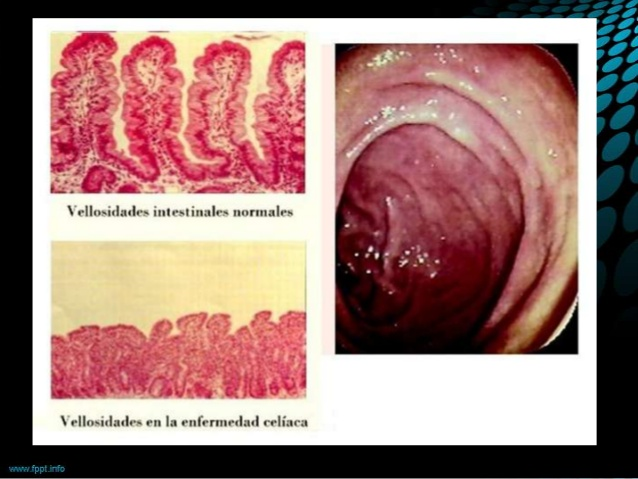 Vellosidades intestinales normales
Vellosidades en la enfermedad celíaca
www.fppt.info